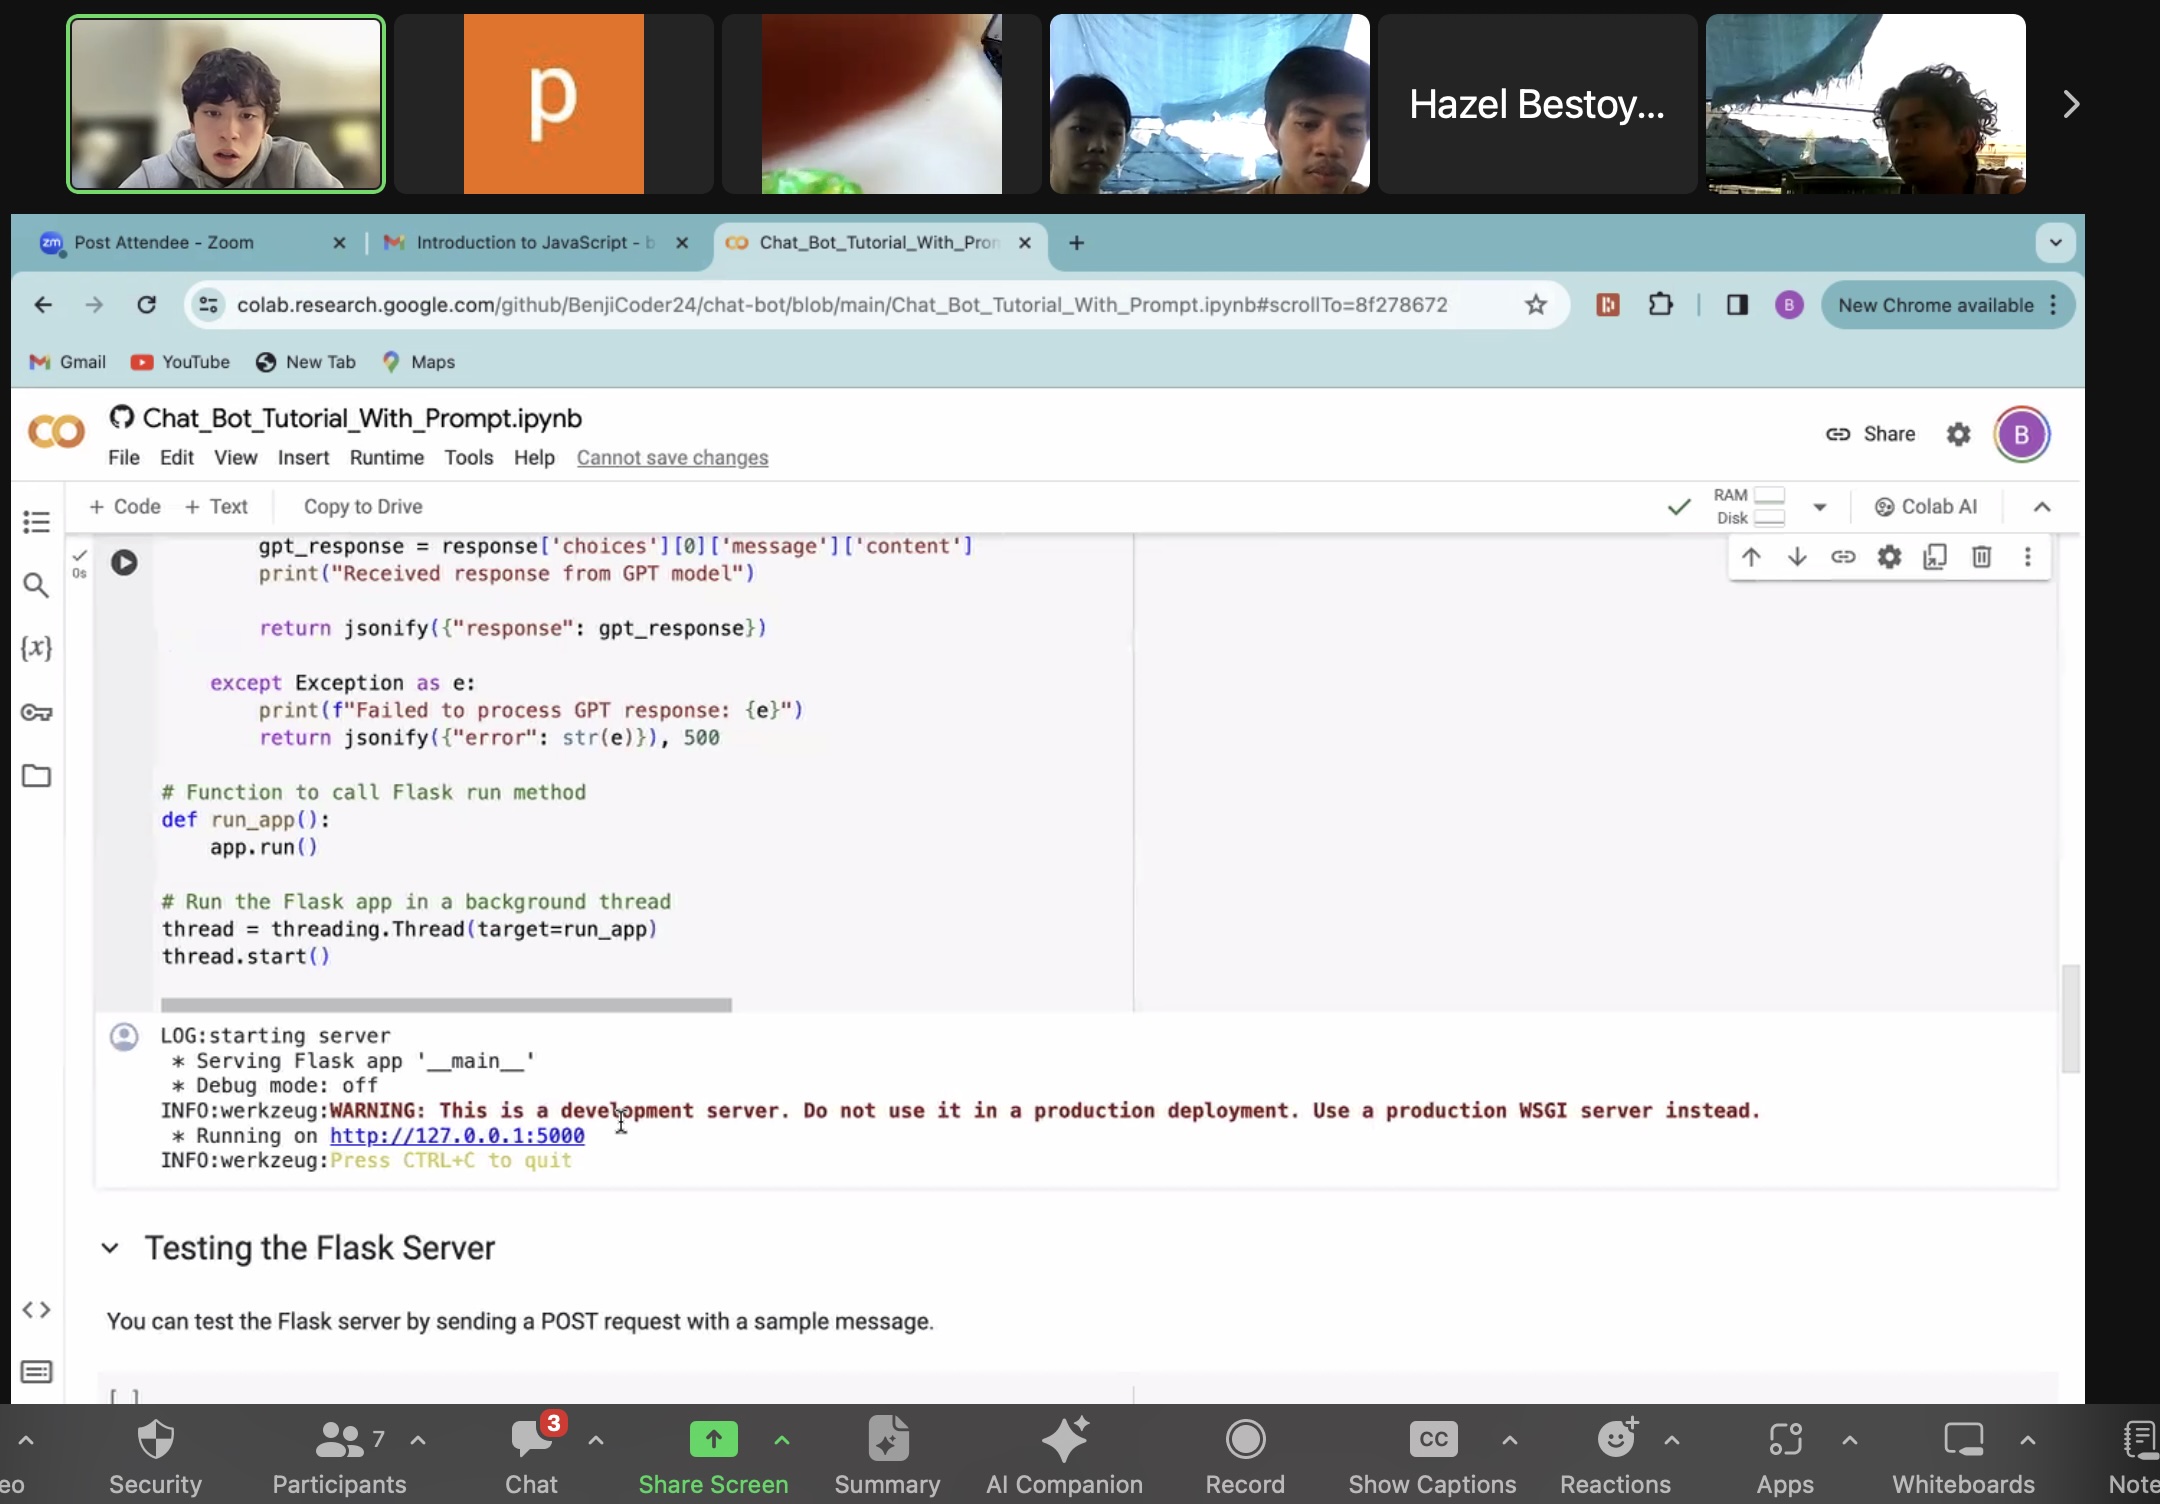 p
Hazel Bestoy...
zm Post Attendee - Zoom
Introduction to JavaScript - b
Chat_Bot_Tutorial_With_Pron
colab.research.google.com/github/BenjiCoder24/chat-bot/blob/main/Chat_Bot_Tutorial_With_Prompt.ipynb#scrollTo=8f278672
B
New Chrome available
Gmail
YouTube
New Tab
Maps
Chat_Bot_Tutorial_With_Prompt.ipynb
File Edit View Insert Runtime Tools Help Cannot save changes
Share
B
+ Code + Text Copy to Drive
RAM
Disk
Colab AI
0s
gpt_response = response['choices'][0]['message']['content']
print("Received response from GPT model")
return jsonify({"response": gpt_response})
except Exception as e:
print(f"Failed to process GPT response: {e}")
return jsonify({"error": str(e)}), 500
# Function to call Flask run method
def run_app():
app.run()
# Run the Flask app in a background thread
thread = threading.Thread(target=run_app)
thread.start()
LOG:starting server
* Serving Flask app '__main__'
* Debug mode: off
INFO:werkzeug:WARNING: This is a development server. Do not use it in a production deployment. Use a production WSGI server instead.
* Running on http://127.0.0.1:5000
INFO:werkzeug:Press CTRL+C to quit
Testing the Flask Server
You can test the Flask server by sending a POST request with a sample message.
[ ]
{x}
eo
Security
7
Participants
3
Chat
Share Screen
Summary
AI Companion
Record
CC
Show Captions
Reactions
Apps
Whiteboards
Note